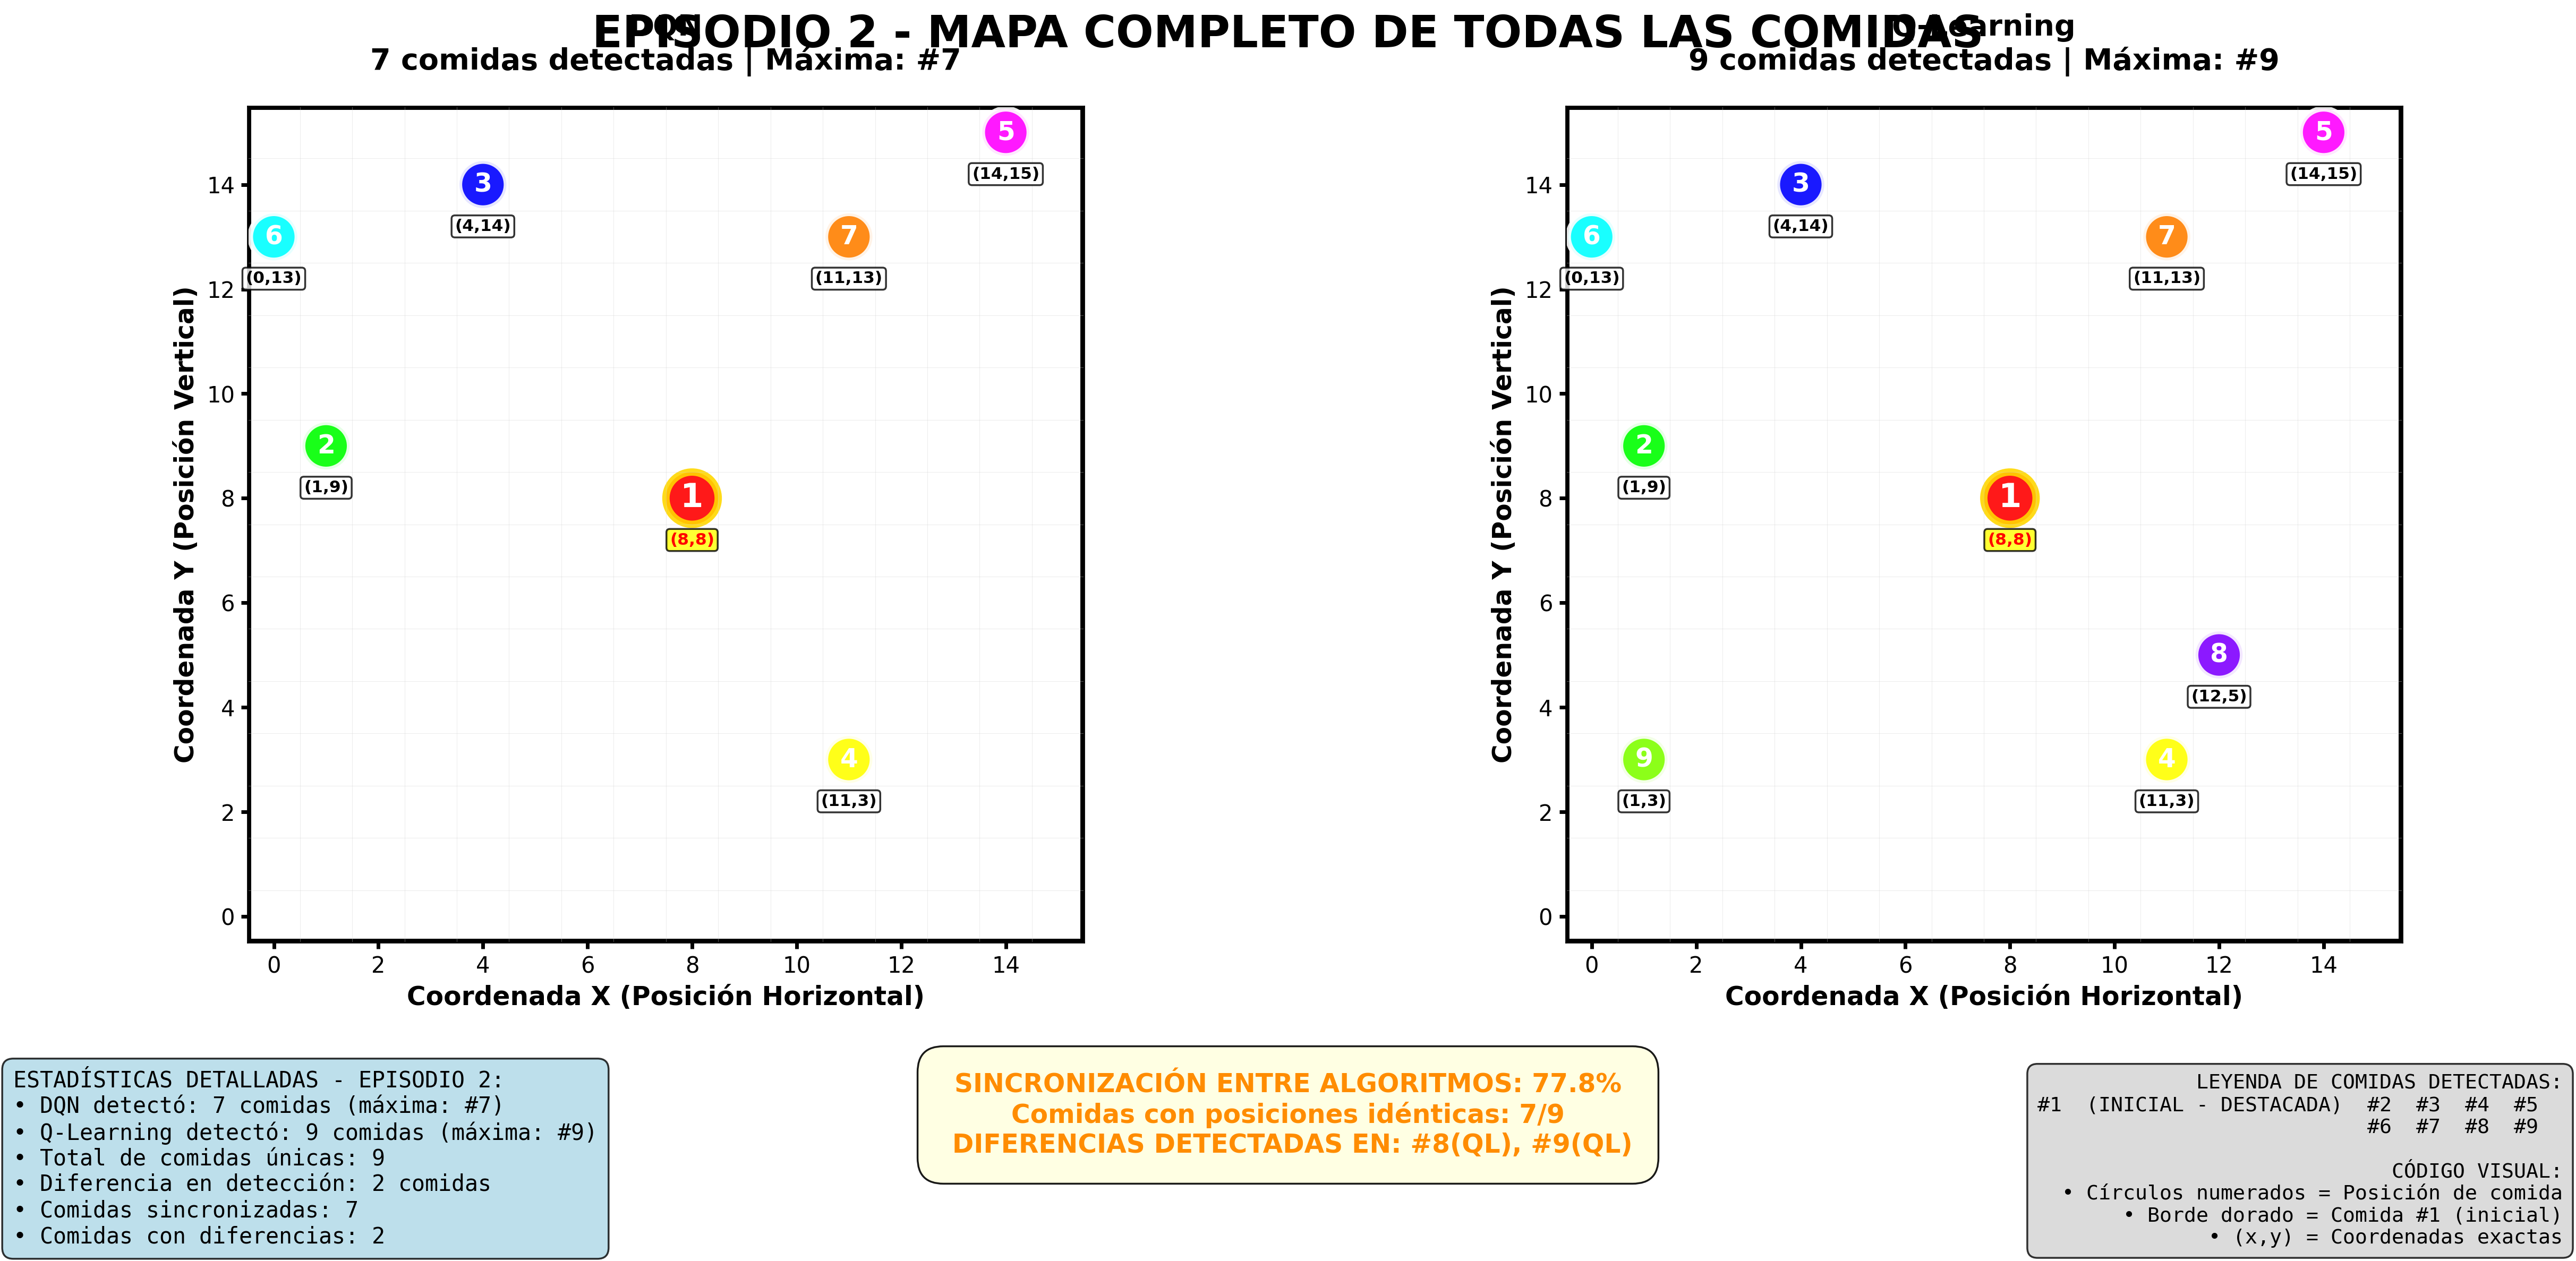 EPISODIO 2 - MAPA COMPLETO DE TODAS LAS COMIDAS
DQN
7 comidas detectadas | Máxima: #7
5
(14,15)
3
(4,14)
6
(0,13)
7
(11,13)
2
(1,9)
1
(8,8)
4
(11,3)
14
12
10
8
6
4
2
0
0 2 4 6 8 10 12 14
Coordenada Y (Posición Vertical)
Coordenada X (Posición Horizontal)
Q-Learning
9 comidas detectadas | Máxima: #9
5
(14,15)
3
(4,14)
6
(0,13)
7
(11,13)
2
(1,9)
1
(8,8)
8
(12,5)
9
(1,3)
4
(11,3)
14
12
10
8
6
4
2
0
0 2 4 6 8 10 12 14
Coordenada Y (Posición Vertical)
Coordenada X (Posición Horizontal)
ESTADÍSTICAS DETALLADAS - EPISODIO 2:
• DQN detectó: 7 comidas (máxima: #7)
• Q-Learning detectó: 9 comidas (máxima: #9)
• Total de comidas únicas: 9
• Diferencia en detección: 2 comidas
• Comidas sincronizadas: 7
• Comidas con diferencias: 2
SINCRONIZACIÓN ENTRE ALGORITMOS: 77.8%
Comidas con posiciones idénticas: 7/9
DIFERENCIAS DETECTADAS EN: #8(QL), #9(QL)
LEYENDA DE COMIDAS DETECTADAS:
#1 (INICIAL - DESTACADA) #2 #3 #4 #5
#6 #7 #8 #9
CÓDIGO VISUAL:
• Círculos numerados = Posición de comida
• Borde dorado = Comida #1 (inicial)
• (x,y) = Coordenadas exactas